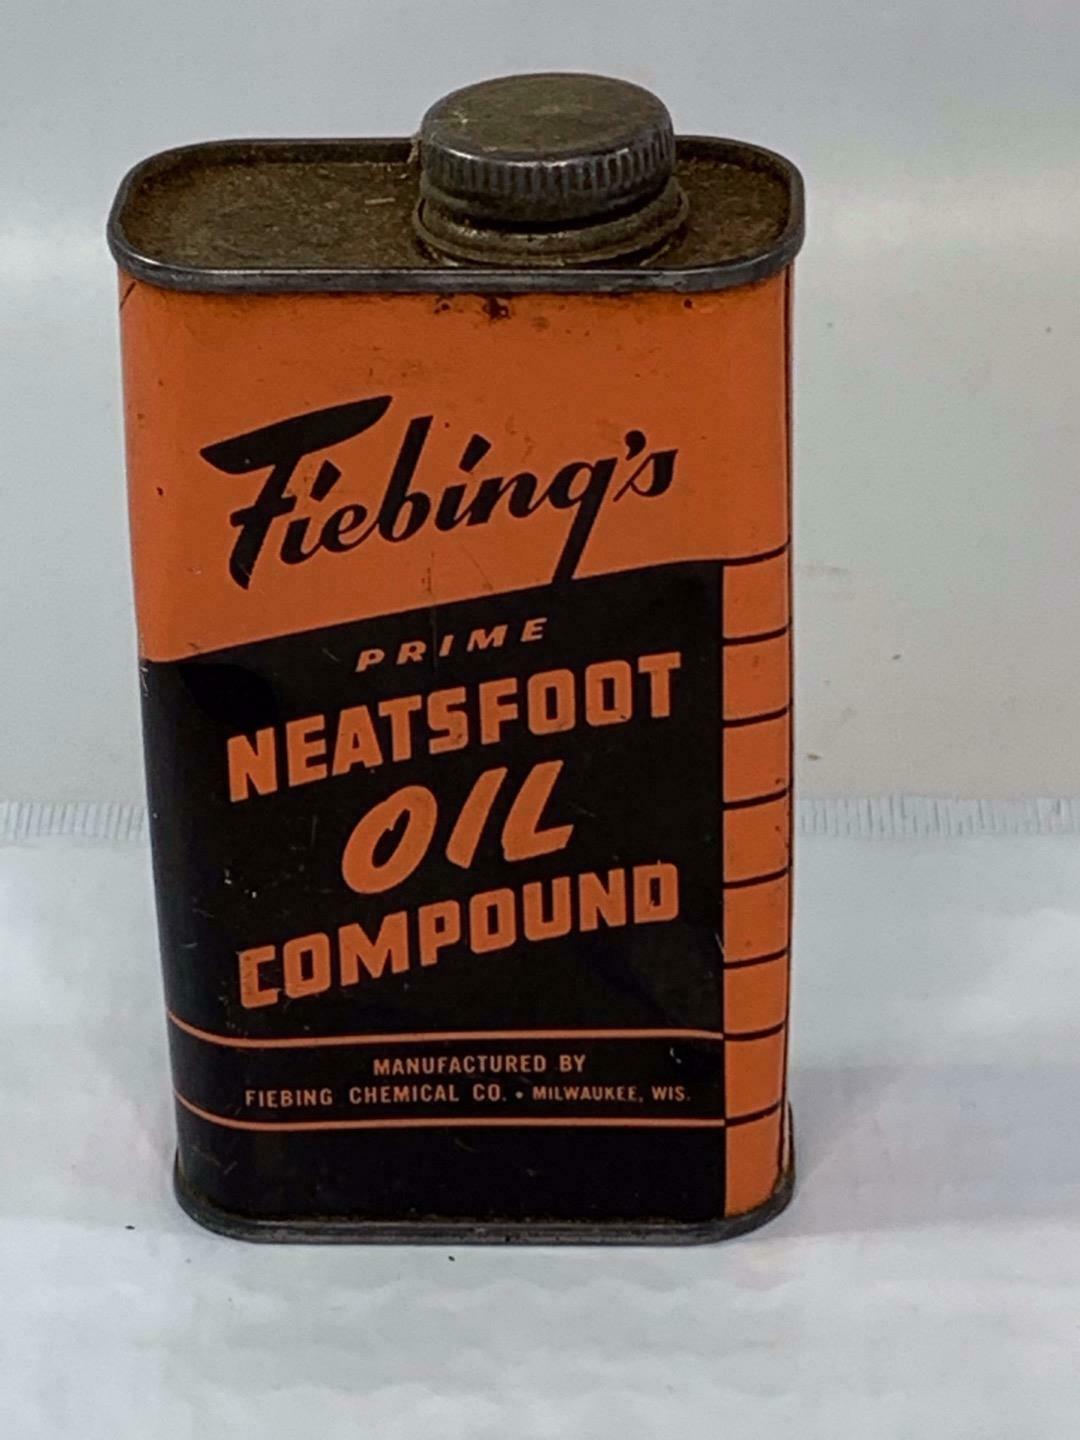 Fiebing's
PRIME
NEATSFOOT
OIL
COMPOUND
MANUFACTURED BY
FIEBING CHEMICAL CO. • MILWAUKEE, WIS.